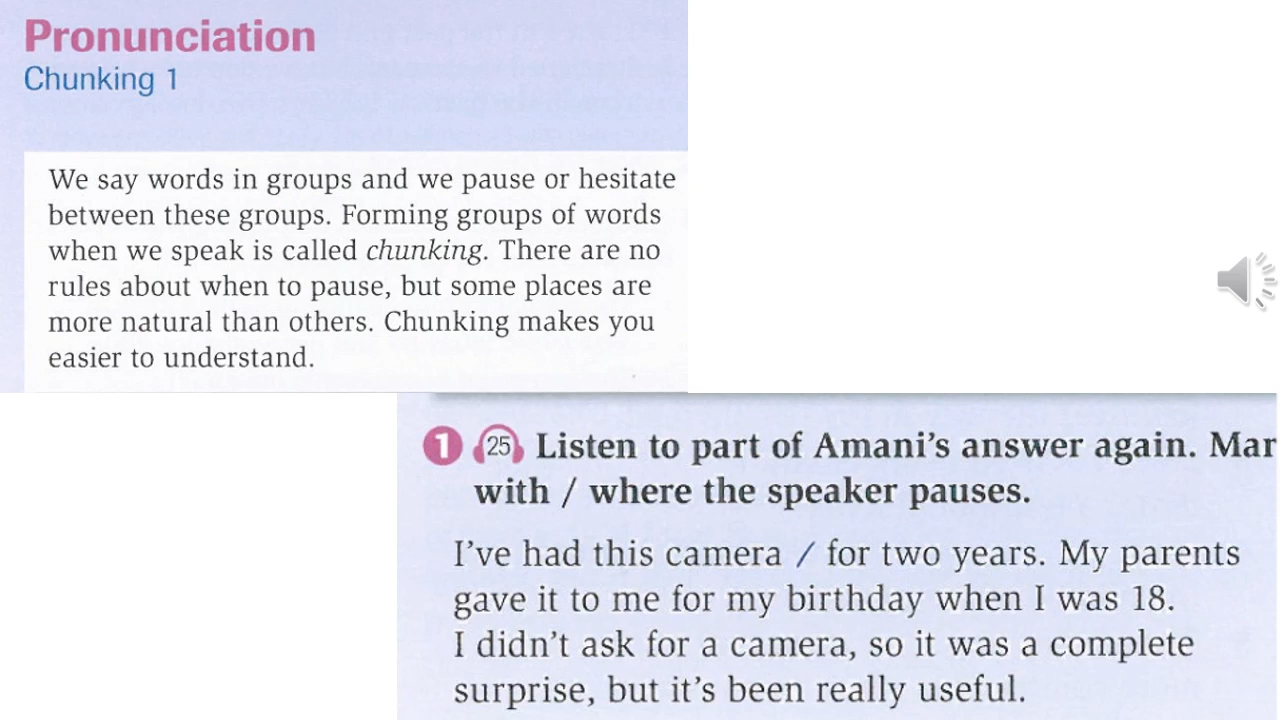 Pronunciation
Chunking 1
We say words in groups and we pause or hesitate
between these groups. Forming groups of words
when we speak is called chunking. There are no
rules about when to pause, but some places are
more natural than others. Chunking makes you
easier to understand.
1 25 Listen to part of Amani's answer again. Mar
with / where the speaker pauses.
I've had this camera / for two years. My parents
gave it to me for my birthday when I was 18.
I didn't ask for a camera, so it was a complete
surprise, but it's been really useful.